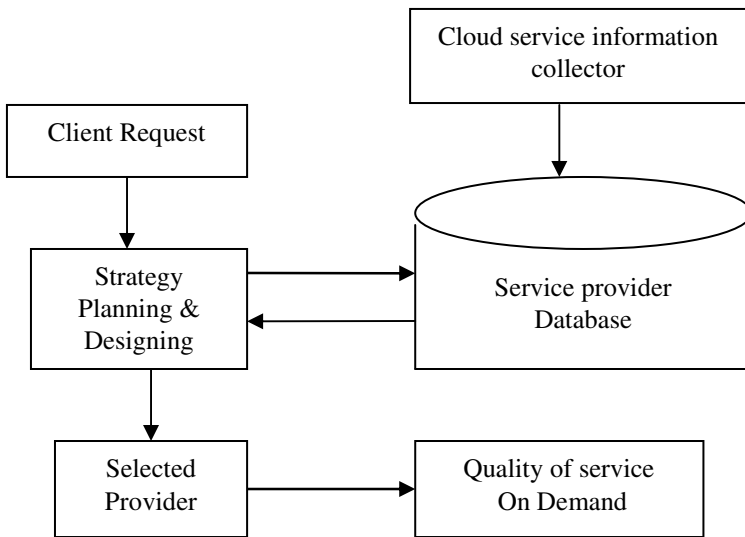 Cloud service information
collector
Client Request
Strategy
Planning &
Designing
Service provider
Database
Selected
Provider
Quality of service
On Demand